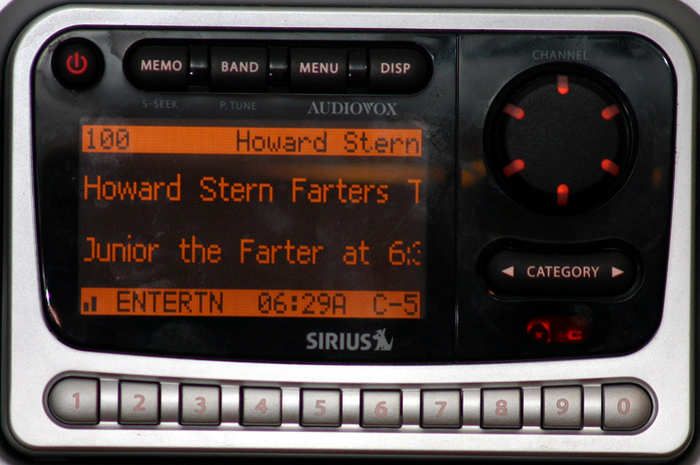 MEMO BAND MENU DISP
S-SEEK P.TUNE AUDIOVOX
CHANNEL
100 Howard Stern
Howard Stern Farters T
Junior the Farter at 6:3
ENTERTN 06:29A C-5
SIRIUS
◄ CATEGORY ►
1 2 3 4 5 6 7 8 9 0